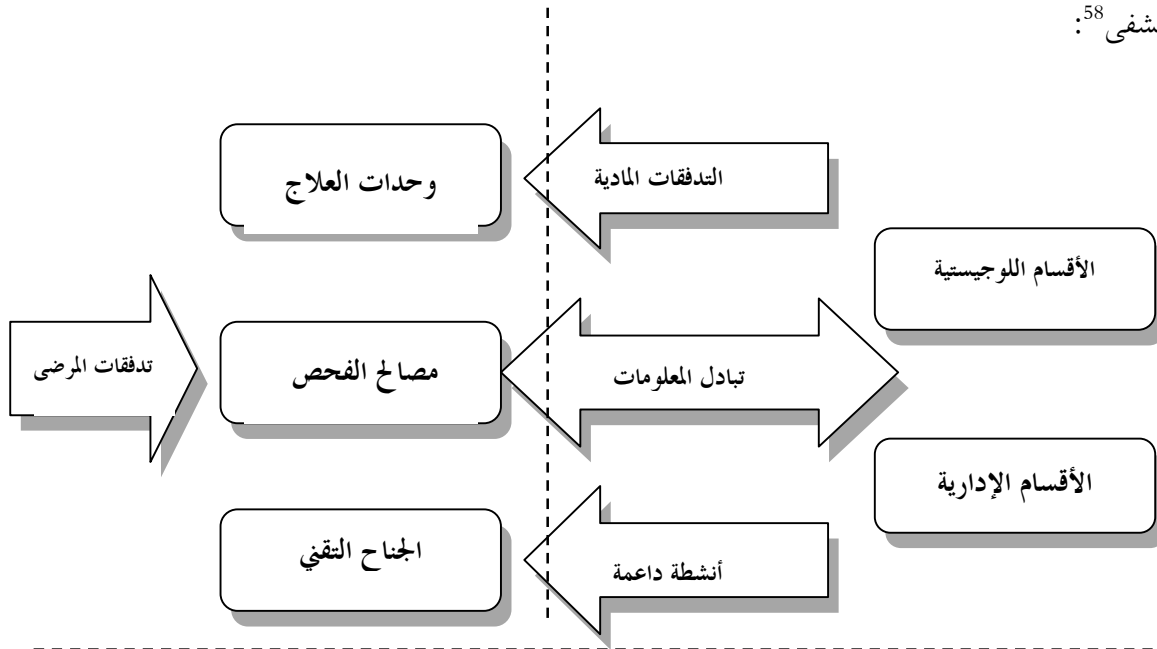 شفى58:
وحدات العلاج
التدفقات المادية
الأقسام اللوجيستية
تدفقات المرضى
مصالح الفحص
تبادل المعلومات
الأقسام الإدارية
الجناح التقني
أنشطة داعمة